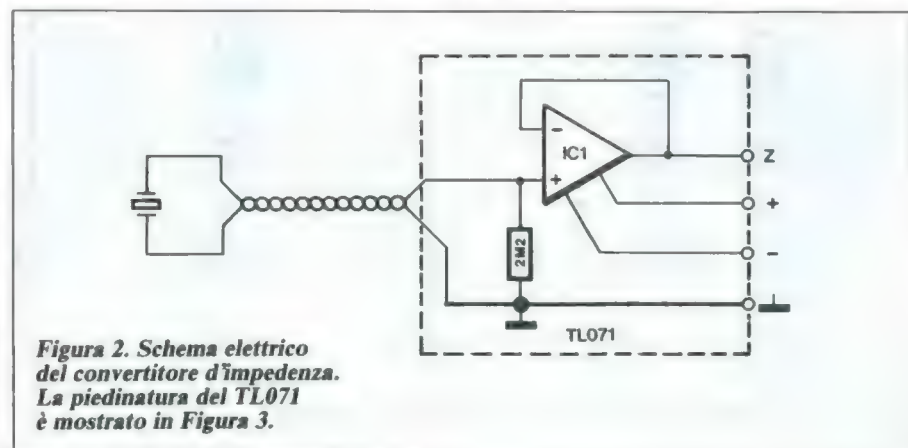 IC1
−
+
Z
+
−
2M2
TL071
Figura 2. Schema elettrico
del convertitore d'impedenza.
La piedinatura del TL071
è mostrato in Figura 3.